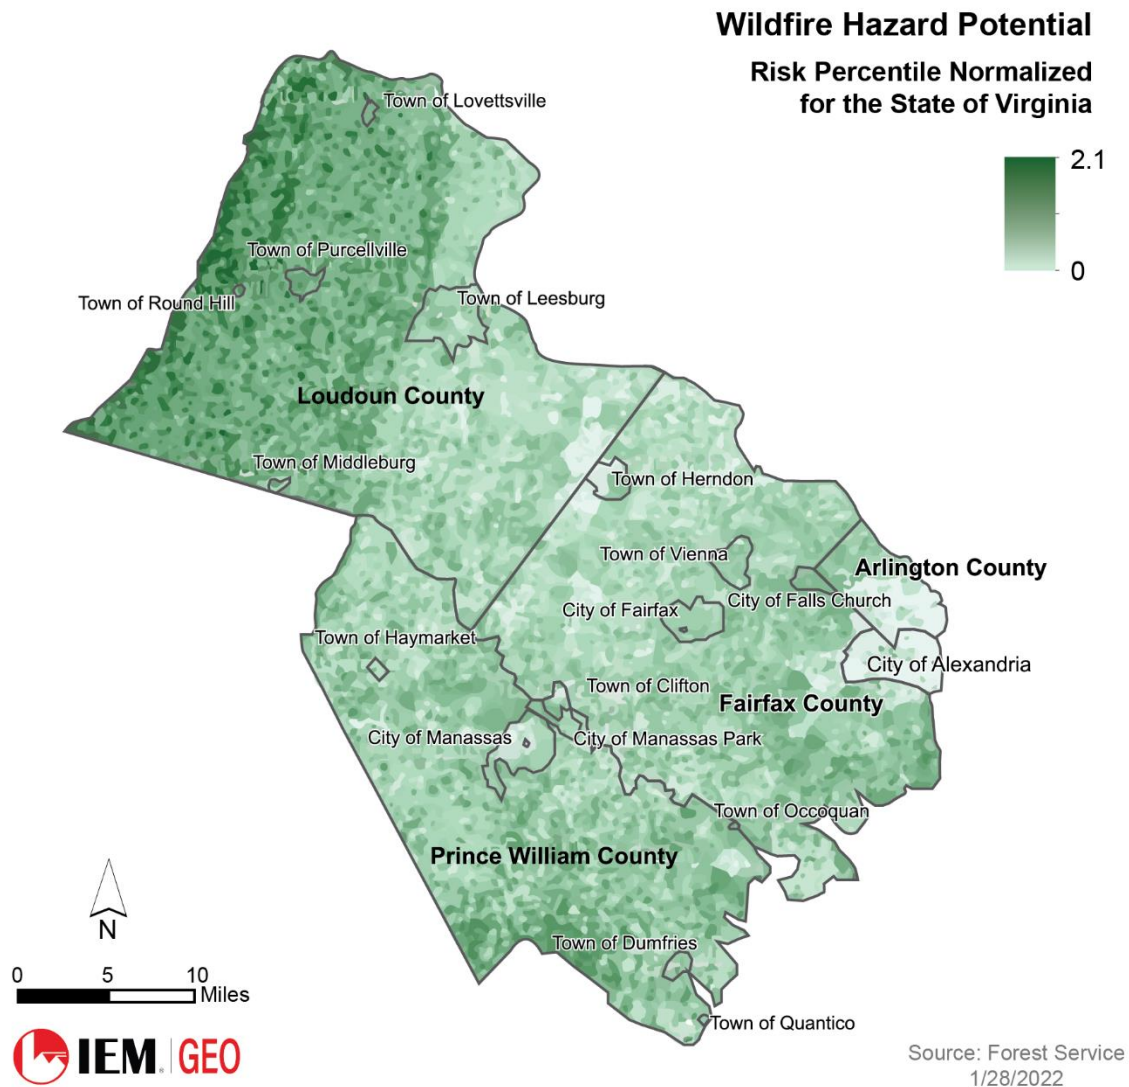 Wildfire Hazard Potential
Risk Percentile Normalized
for the State of Virginia
2.1
0
Town of Lovettsville
Town of Purcellville
Town of Round Hill
Town of Leesburg
Loudoun County
Town of Middleburg
Town of Herndon
Town of Vienna
Arlington County
City of Falls Church
City of Fairfax
Town of Haymarket
City of Alexandria
Town of Clifton
Fairfax County
City of Manassas
City of Manassas Park
Town of Occoquan
Prince William County
Town of Dumfries
Town of Quantico
N
0 5 10
Miles
IEM. GEO
Source: Forest Service
1/28/2022